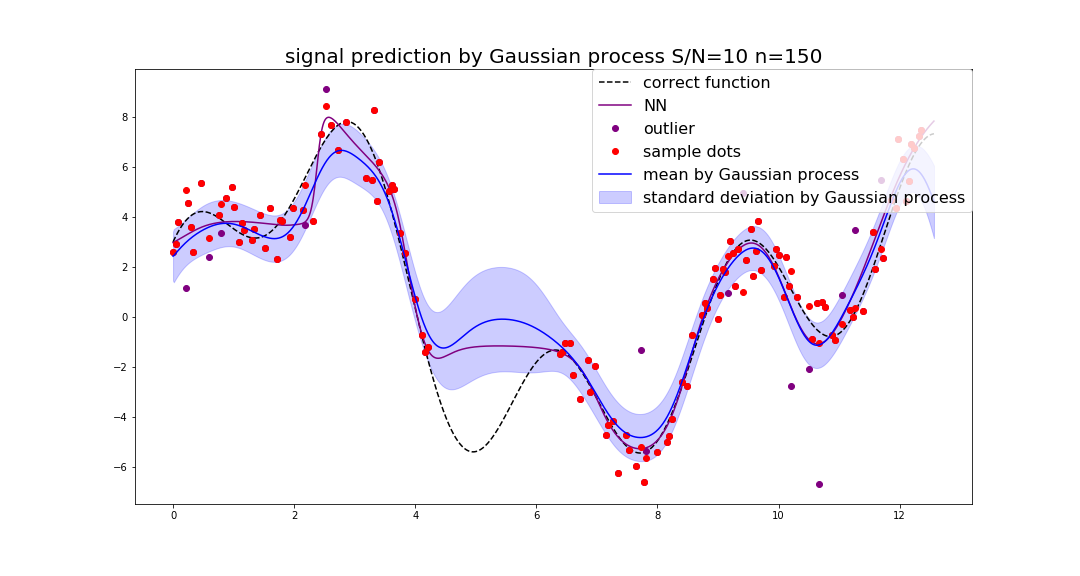 signal prediction by Gaussian process S/N=10 n=150
correct function
NN
outlier
sample dots
mean by Gaussian process
standard deviation by Gaussian process
8
6
4
2
0
−2
−4
−6
0 2 4 6 8 10 12